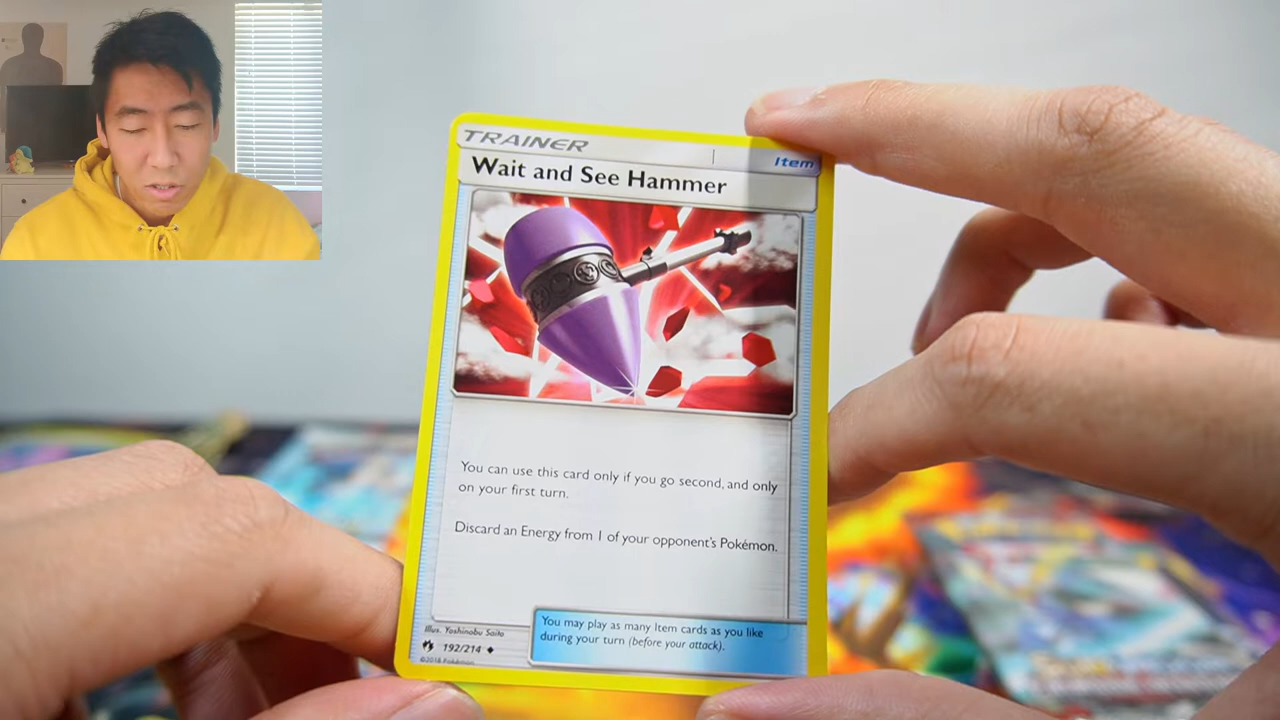 TRAINER
Item
Wait and See Hammer
You can use this card only if you go second, and only
on your first turn.
Discard an Energy from 1 of your opponent's Pokémon.
You may play as many Item cards as you like
during your turn (before your attack).
Illus. Yoshinobu Saito
192/214
©2018 Pokémon